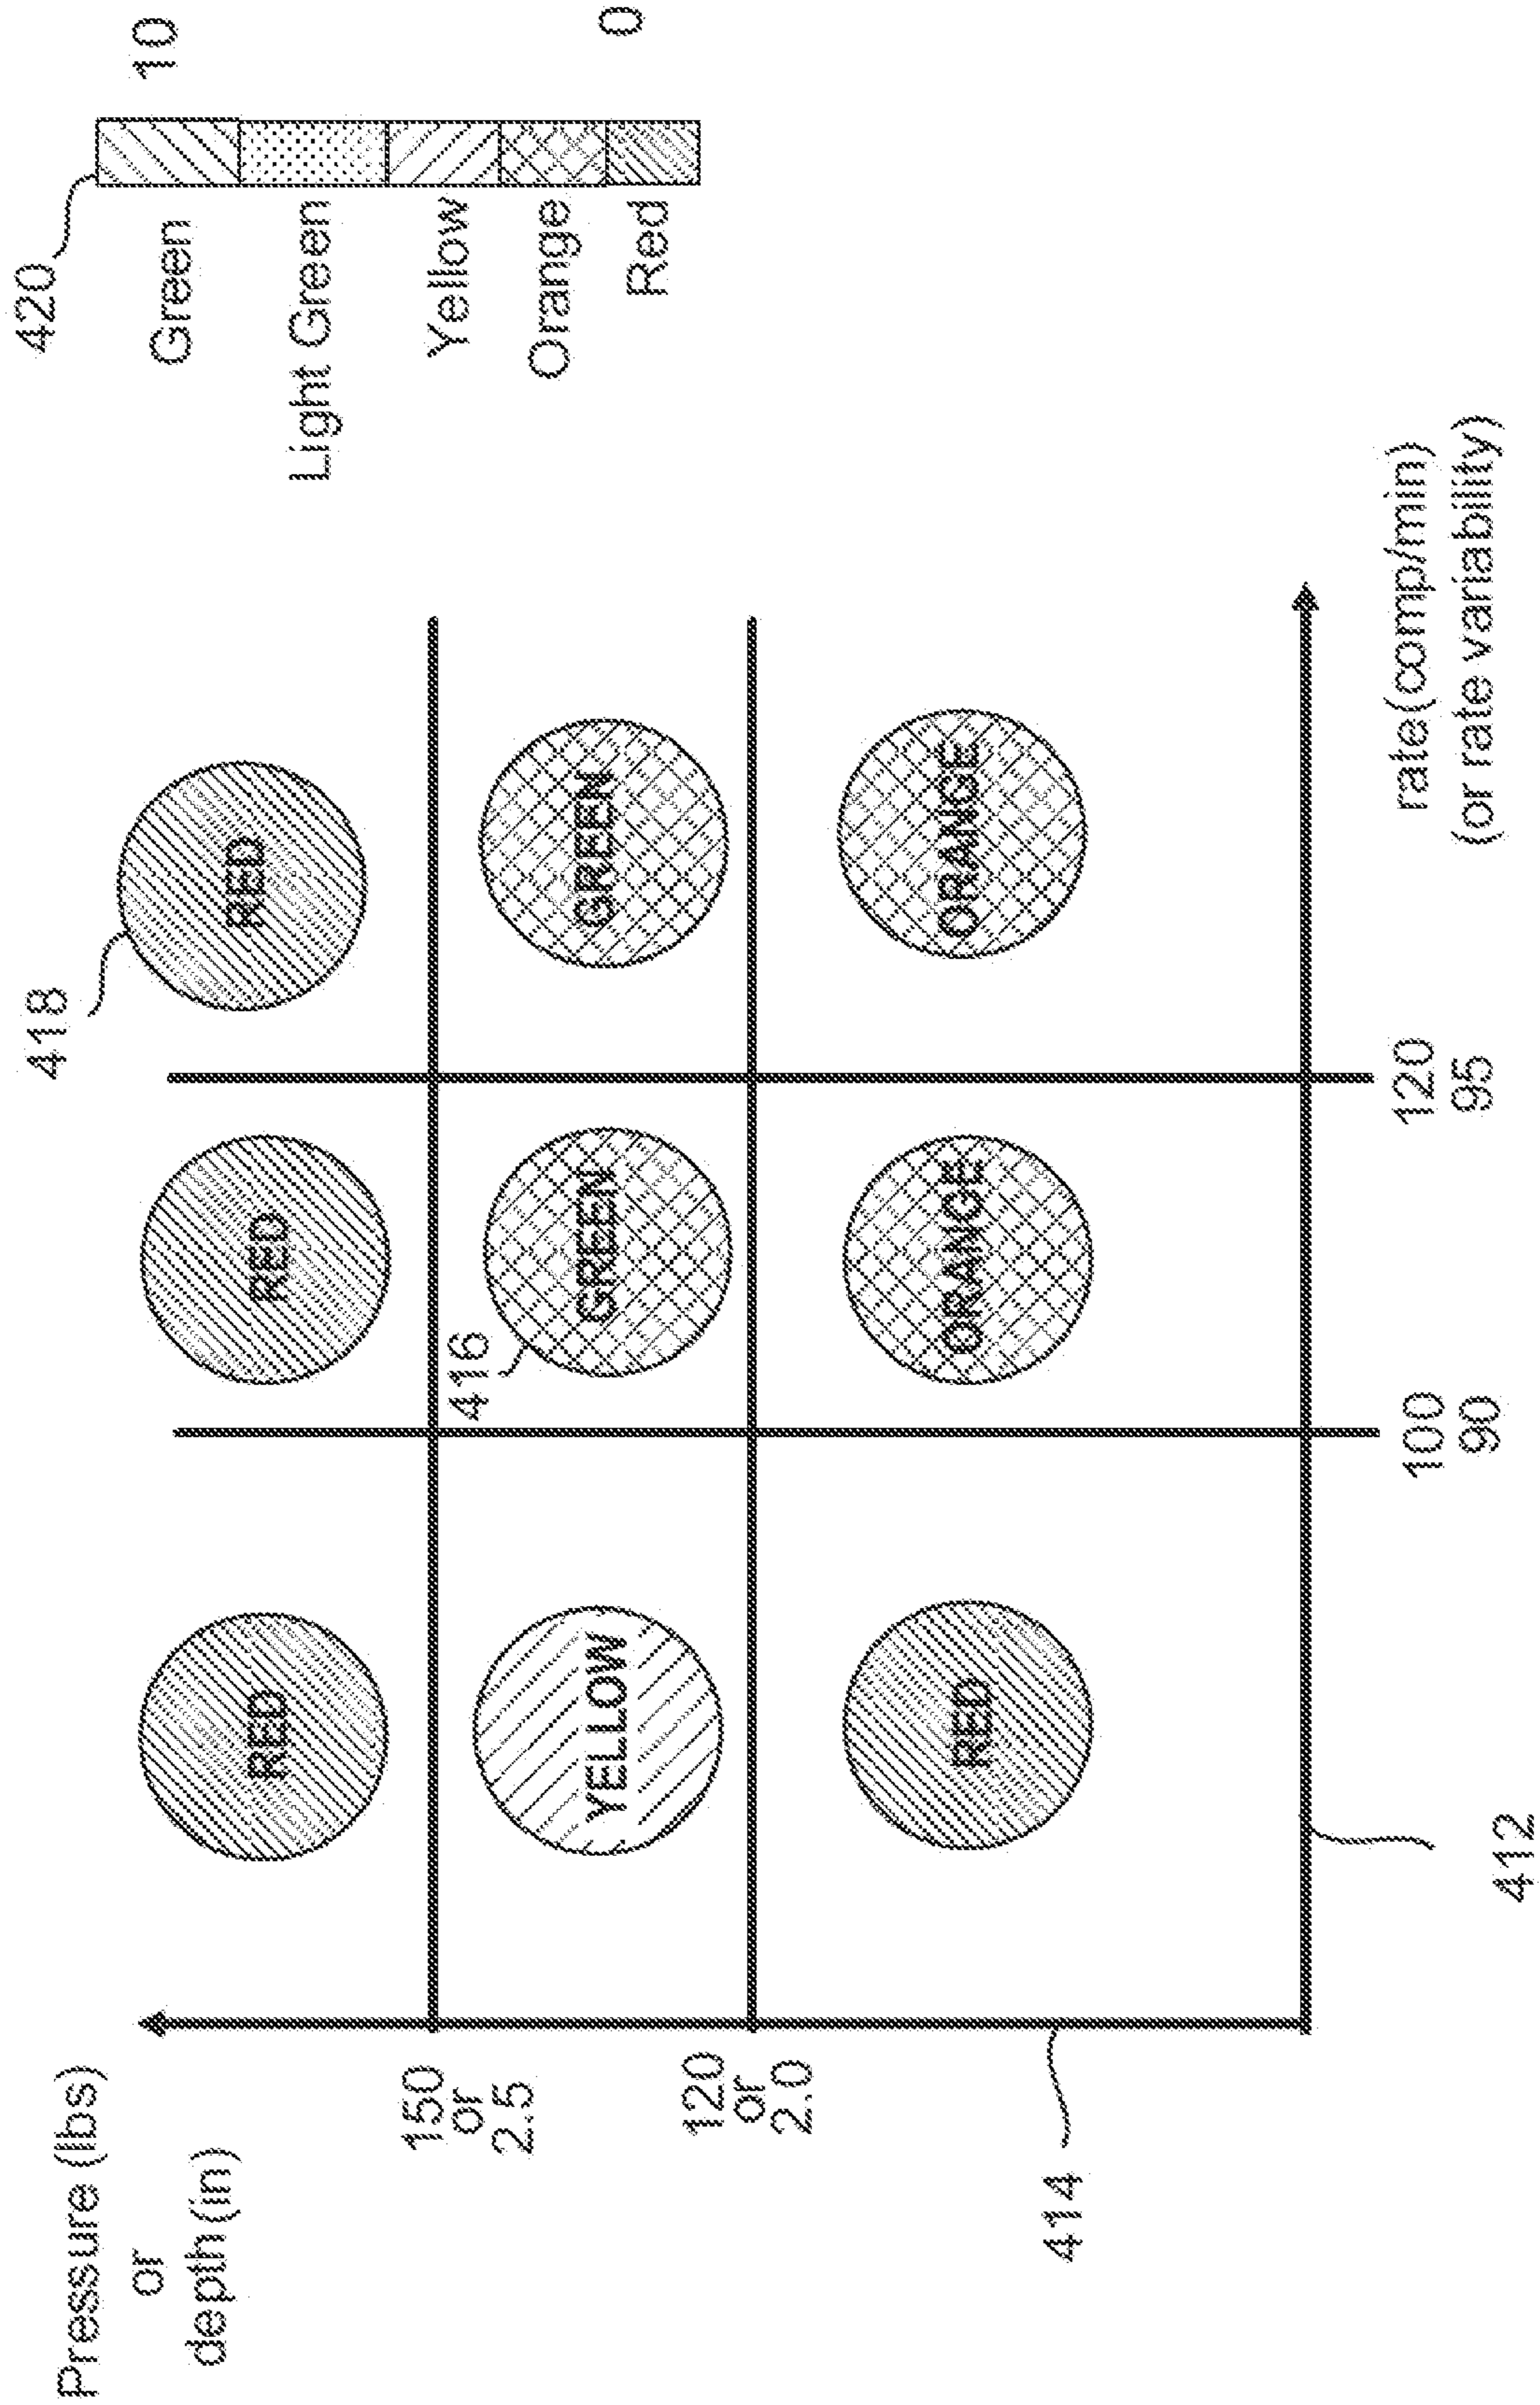 Pressure (lbs)
or
depth (in)
418
420
10
Green
Light Green
Yellow
Orange
Red
0
RED
RED
RED
150
or
2.5
416
YELLOW
GREEN
GREEN
120
or
2.0
RED
ORANGE
ORANGE
414
412
100
90
120
95
rate(comp/min)
(or rate variability)